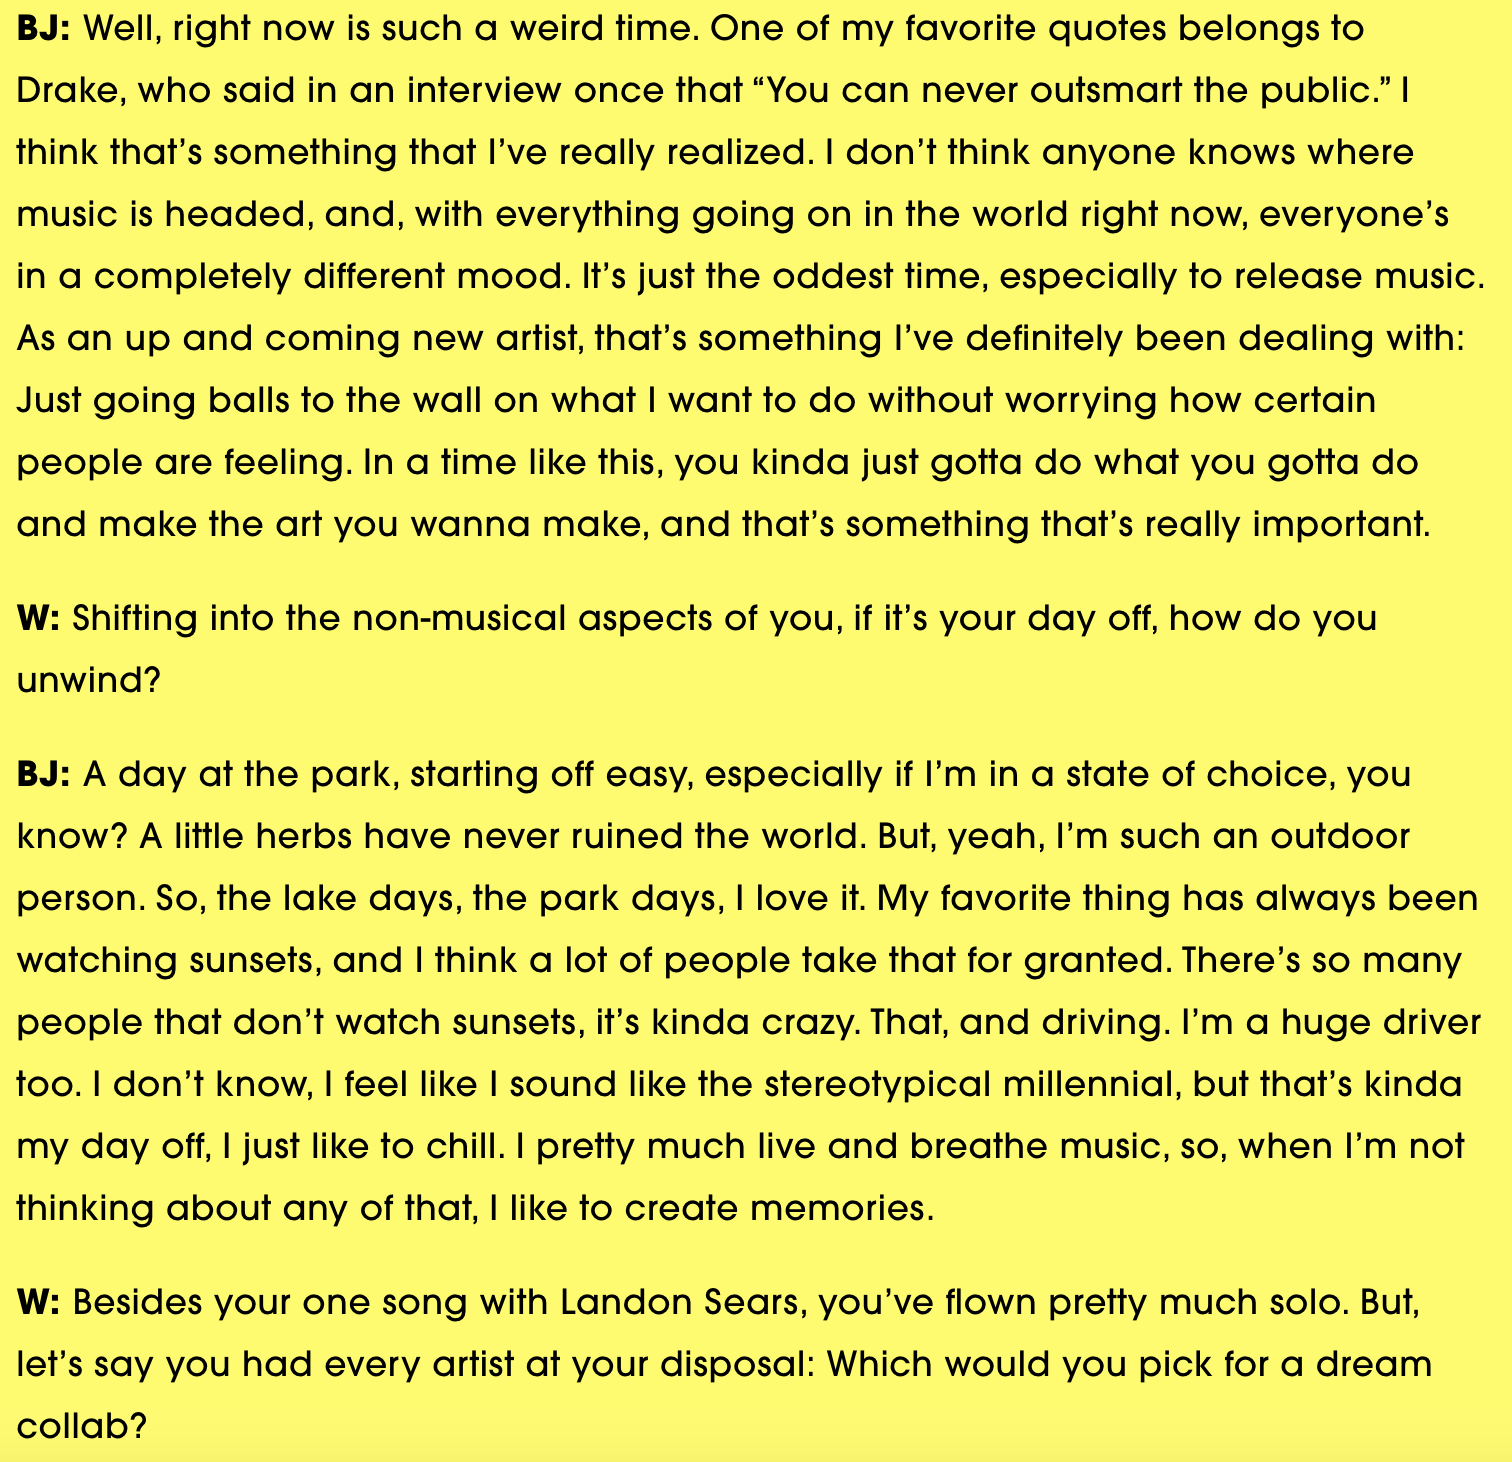 BJ: Well, right now is such a weird time. One of my favorite quotes belongs to
Drake, who said in an interview once that “You can never outsmart the public.” I
think that’s something that I’ve really realized. I don’t think anyone knows where
music is headed, and, with everything going on in the world right now, everyone’s
in a completely different mood. It’s just the oddest time, especially to release music.
As an up and coming new artist, that’s something I’ve definitely been dealing with:
Just going balls to the wall on what I want to do without worrying how certain
people are feeling. In a time like this, you kinda just gotta do what you gotta do
and make the art you wanna make, and that’s something that’s really important.
W: Shifting into the non-musical aspects of you, if it’s your day off, how do you
unwind?
BJ: A day at the park, starting off easy, especially if I’m in a state of choice, you
know? A little herbs have never ruined the world. But, yeah, I’m such an outdoor
person. So, the lake days, the park days, I love it. My favorite thing has always been
watching sunsets, and I think a lot of people take that for granted. There’s so many
people that don’t watch sunsets, it’s kinda crazy. That, and driving. I’m a huge driver
too. I don’t know, I feel like I sound like the stereotypical millennial, but that’s kinda
my day off, I just like to chill. I pretty much live and breathe music, so, when I’m not
thinking about any of that, I like to create memories.
W: Besides your one song with Landon Sears, you’ve flown pretty much solo. But,
let’s say you had every artist at your disposal: Which would you pick for a dream
collab?